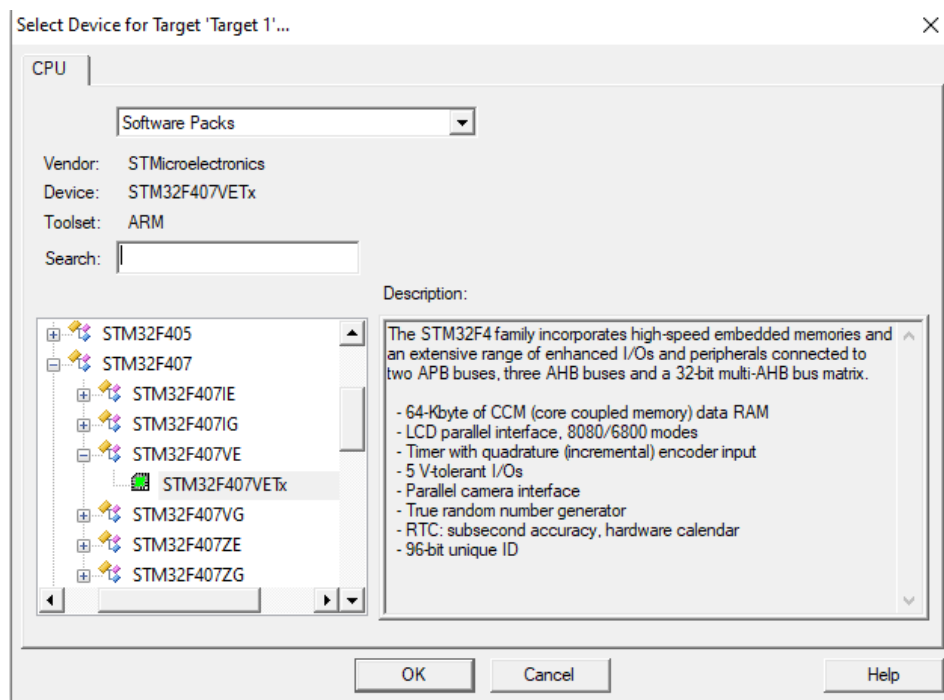 Select Device for Target 'Target 1'...
CPU
Software Packs
Vendor: STMicroelectronics
Device: STM32F407VETx
Toolset: ARM
Search:
STM32F405
STM32F407
STM32F407IE
STM32F407IG
STM32F407VE
STM32F407VETx
STM32F407VG
STM32F407ZE
STM32F407ZG
Description:
The STM32F4 family incorporates high-speed embedded memories and
an extensive range of enhanced I/Os and peripherals connected to
two APB buses, three AHB buses and a 32-bit multi-AHB bus matrix.
- 64-Kbyte of CCM (core coupled memory) data RAM
- LCD parallel interface, 8080/6800 modes
- Timer with quadrature (incremental) encoder input
- 5 V-tolerant I/Os
- Parallel camera interface
- True random number generator
- RTC: subsecond accuracy, hardware calendar
- 96-bit unique ID
OK
Cancel
Help